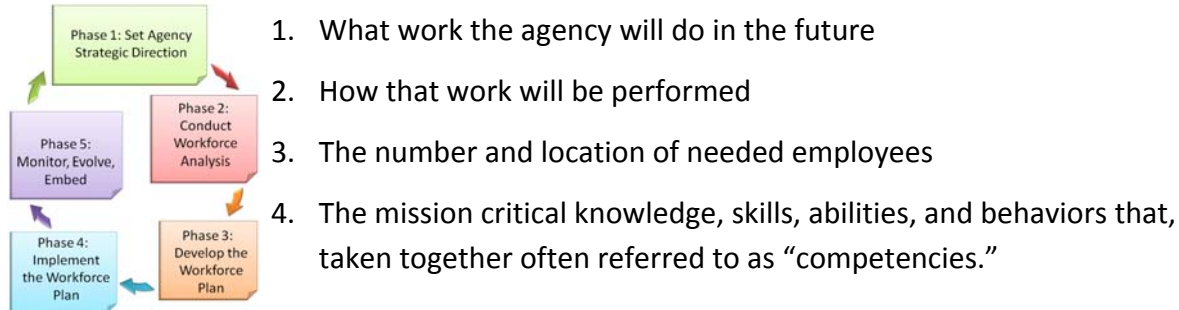 Phase 1: Set Agency
Strategic Direction
Phase 2:
Conduct
Workforce
Analysis
Phase 3:
Develop the
Workforce
Plan
Phase 4:
Implement
the Workforce
Plan
Phase 5:
Monitor, Evolve,
Embed
1. What work the agency will do in the future
2. How that work will be performed
3. The number and location of needed employees
4. The mission critical knowledge, skills, abilities, and behaviors that,
taken together often referred to as “competencies.”